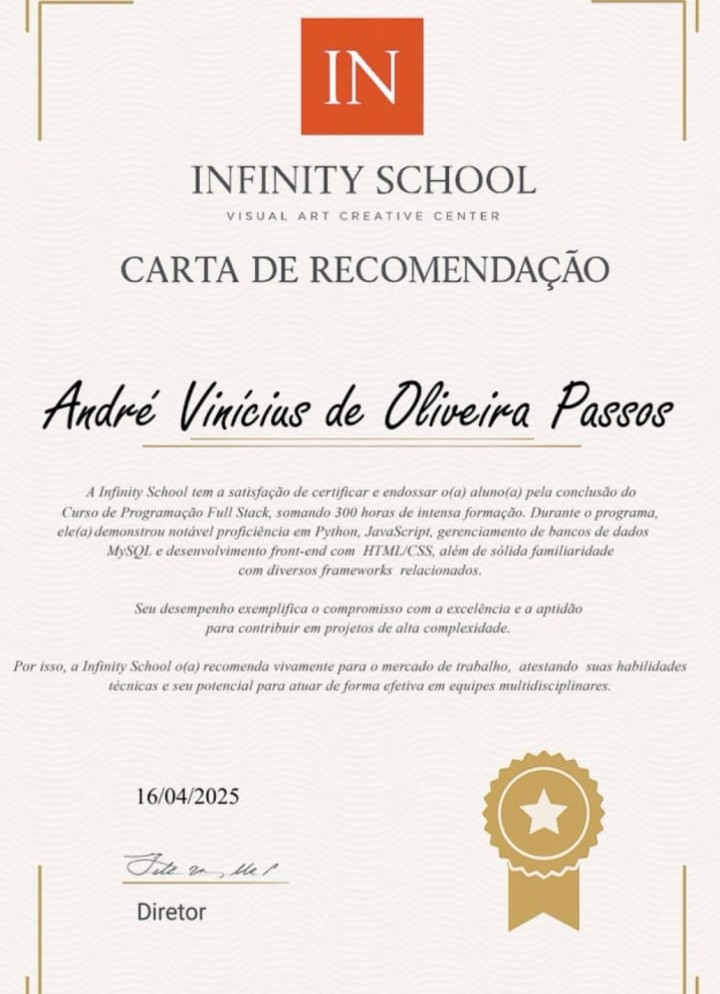 IN
INFINITY SCHOOL
VISUAL ART CREATIVE CENTER
CARTA DE RECOMENDAÇÃO
André Vinícius de Oliveira Passos
A Infinity School tem a satisfação de certificar e endossar o(a) aluno(a) pela conclusão do
Curso de Programação Full Stack, somando 300 horas de intensa formação. Durante o programa,
ele(a) demonstrou notável proficiência em Python, JavaScript, gerenciamento de bancos de dados
MySQL e desenvolvimento front-end com HTML/CSS, além de sólida familiaridade
com diversos frameworks relacionados.
Seu desempenho exemplifica o compromisso com a excelência e a aptidão
para contribuir em projetos de alta complexidade.
Por isso, a Infinity School o(a) recomenda vivamente para o mercado de trabalho, atestando suas habilidades
técnicas e seu potencial para atuar de forma efetiva em equipes multidisciplinares.
16/04/2025
Diretor